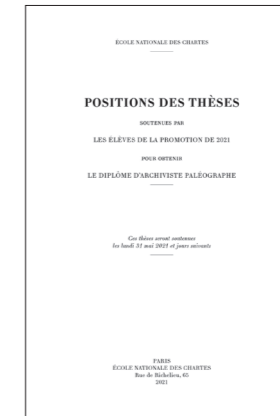 ÉCOLE NATIONALE DES CHARTES
POSITIONS DES THÈSES
SOUTENUES PAR
LES ÉLÈVES DE LA PROMOTION DE 2021
POUR OBTENIR
LE DIPLÔME D'ARCHIVISTE PALÉOGRAPHE
Ces thèses seront soutenues
les lundi 31 mai 2021 et jours suivants
PARIS
ÉCOLE NATIONALE DES CHARTES
Rue de Richelieu, 65
2021